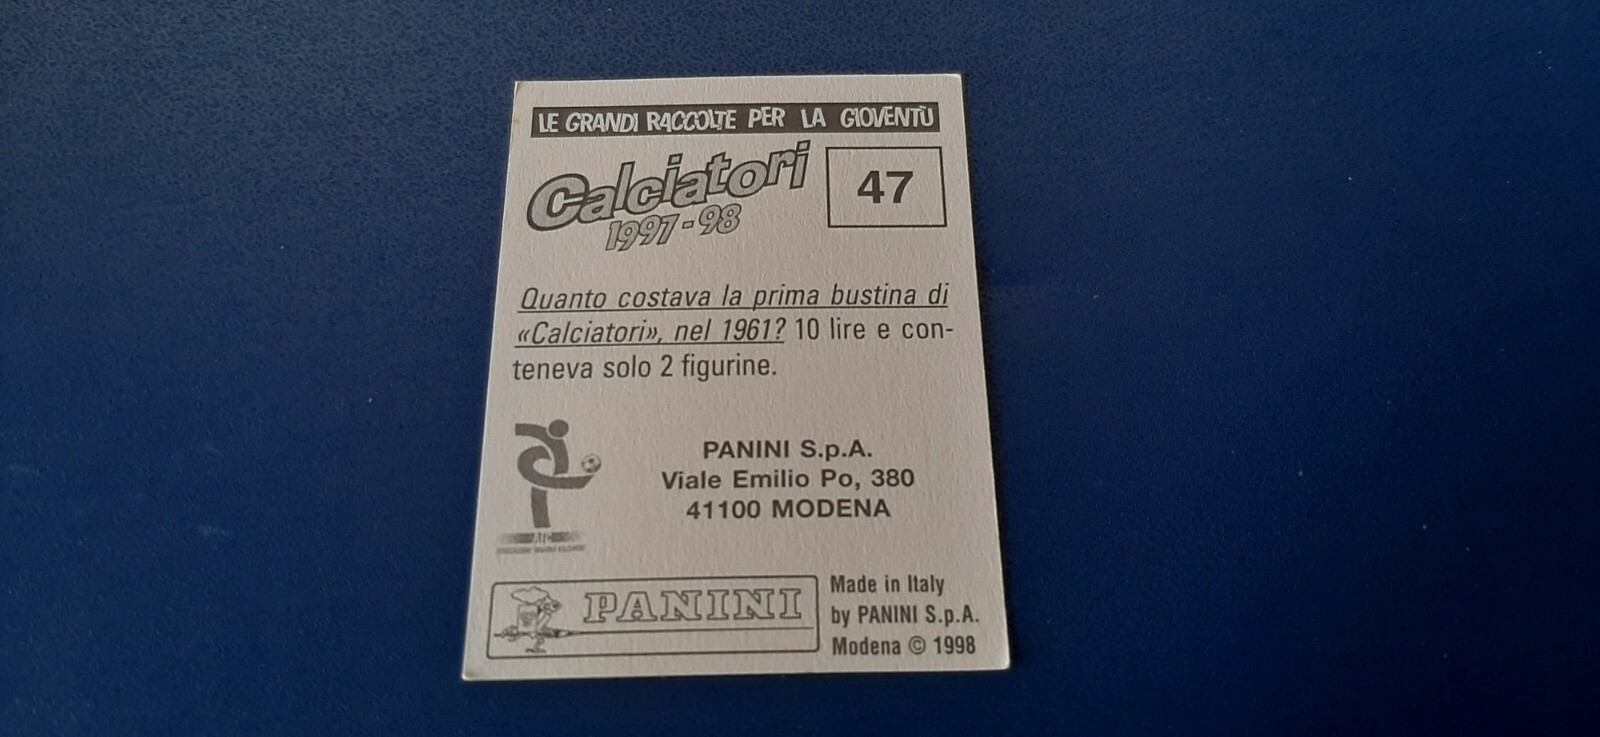 LE GRANDI RACCOLTE PER LA GIOVENTÙ
Calciatori
1997-98
47
Quanto costava la prima bustina di
«Calciatori», nel 1961? 10 lire e con-
teneva solo 2 figurine.
PANINI S.p.A.
Viale Emilio Po, 380
41100 MODENA
PANINI
Made in Italy
by PANINI S.p.A.
Modena © 1998